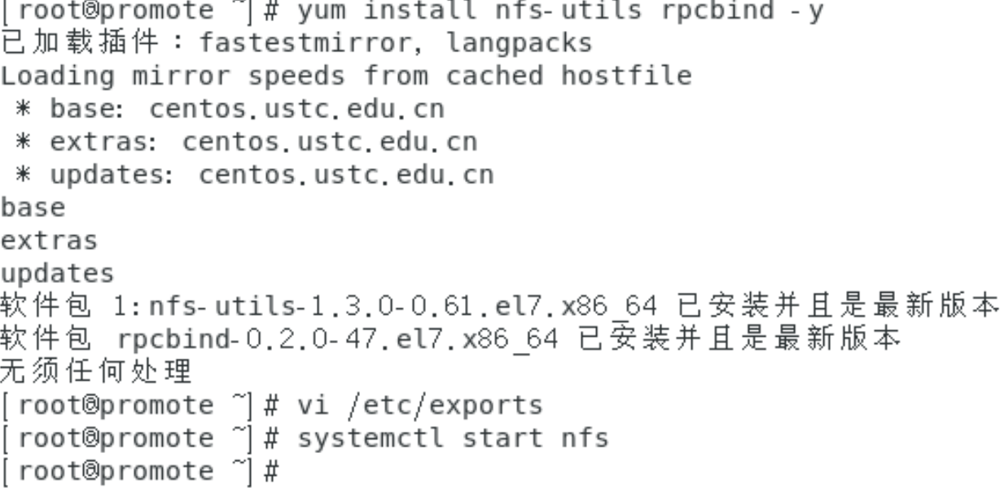 [root@promote ~]# yum install nfs-utils rpcbind -y
已加载插件：fastestmirror, langpacks
Loading mirror speeds from cached hostfile
 * base: centos.ustc.edu.cn
 * extras: centos.ustc.edu.cn
 * updates: centos.ustc.edu.cn
base
extras
updates
软件包 1:nfs-utils-1.3.0-0.61.el7.x86_64 已安装并且是最新版本
软件包 rpcbind-0.2.0-47.el7.x86_64 已安装并且是最新版本
无须任何处理
[root@promote ~]# vi /etc/exports
[root@promote ~]# systemctl start nfs
[root@promote ~]#